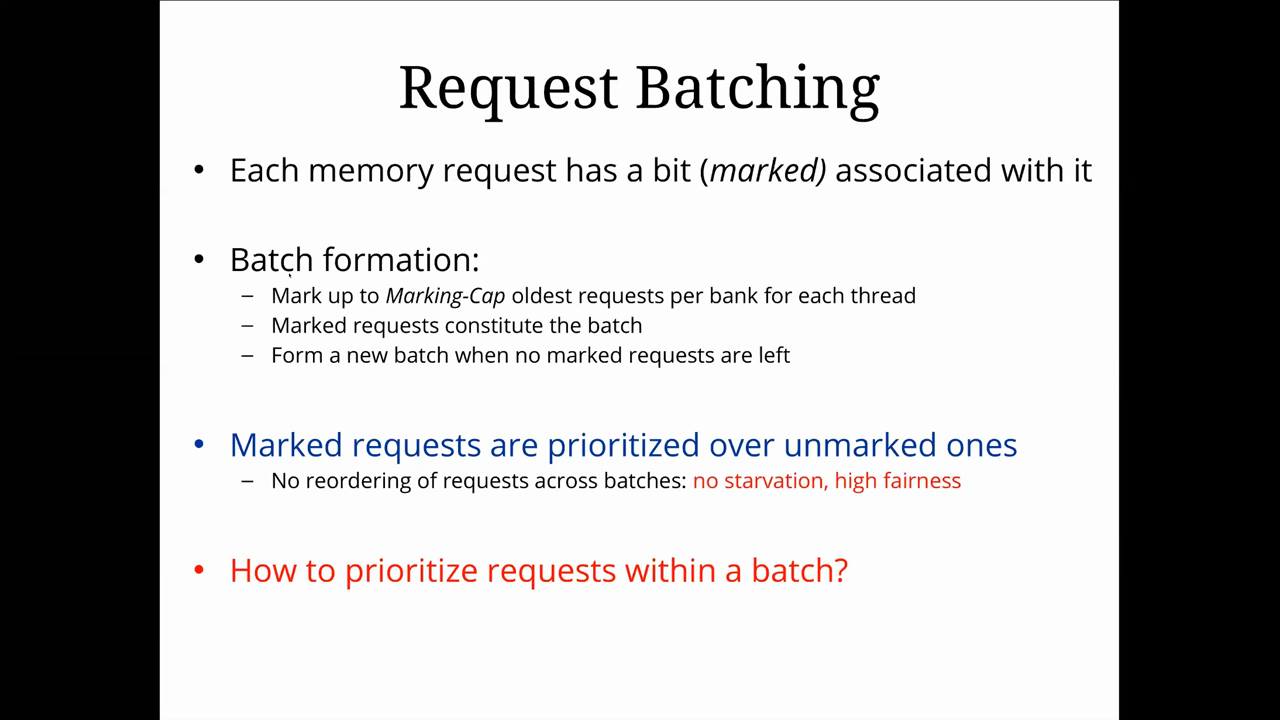 Request Batching
• Each memory request has a bit (marked) associated with it
• Batch formation:
– Mark up to Marking-Cap oldest requests per bank for each thread
– Marked requests constitute the batch
– Form a new batch when no marked requests are left
• Marked requests are prioritized over unmarked ones
– No reordering of requests across batches: no starvation, high fairness
• How to prioritize requests within a batch?